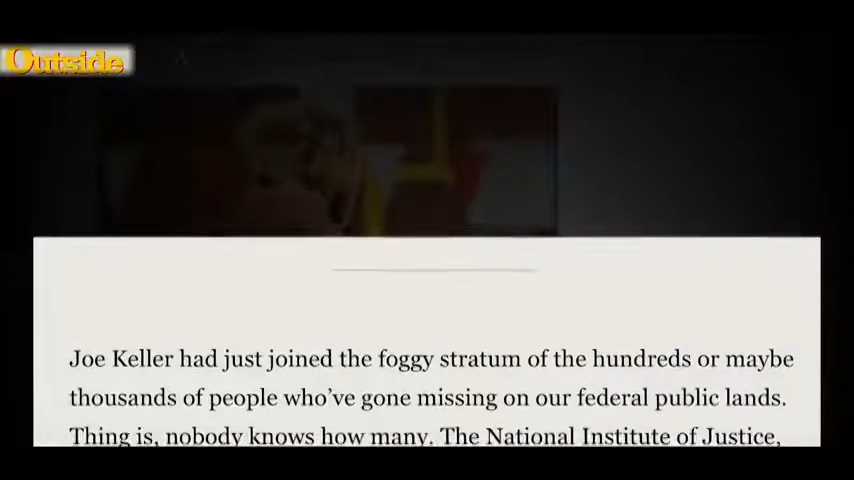 Outside
Joe Keller had just joined the foggy stratum of the hundreds or maybe
thousands of people who’ve gone missing on our federal public lands.
Thing is, nobody knows how many. The National Institute of Justice,